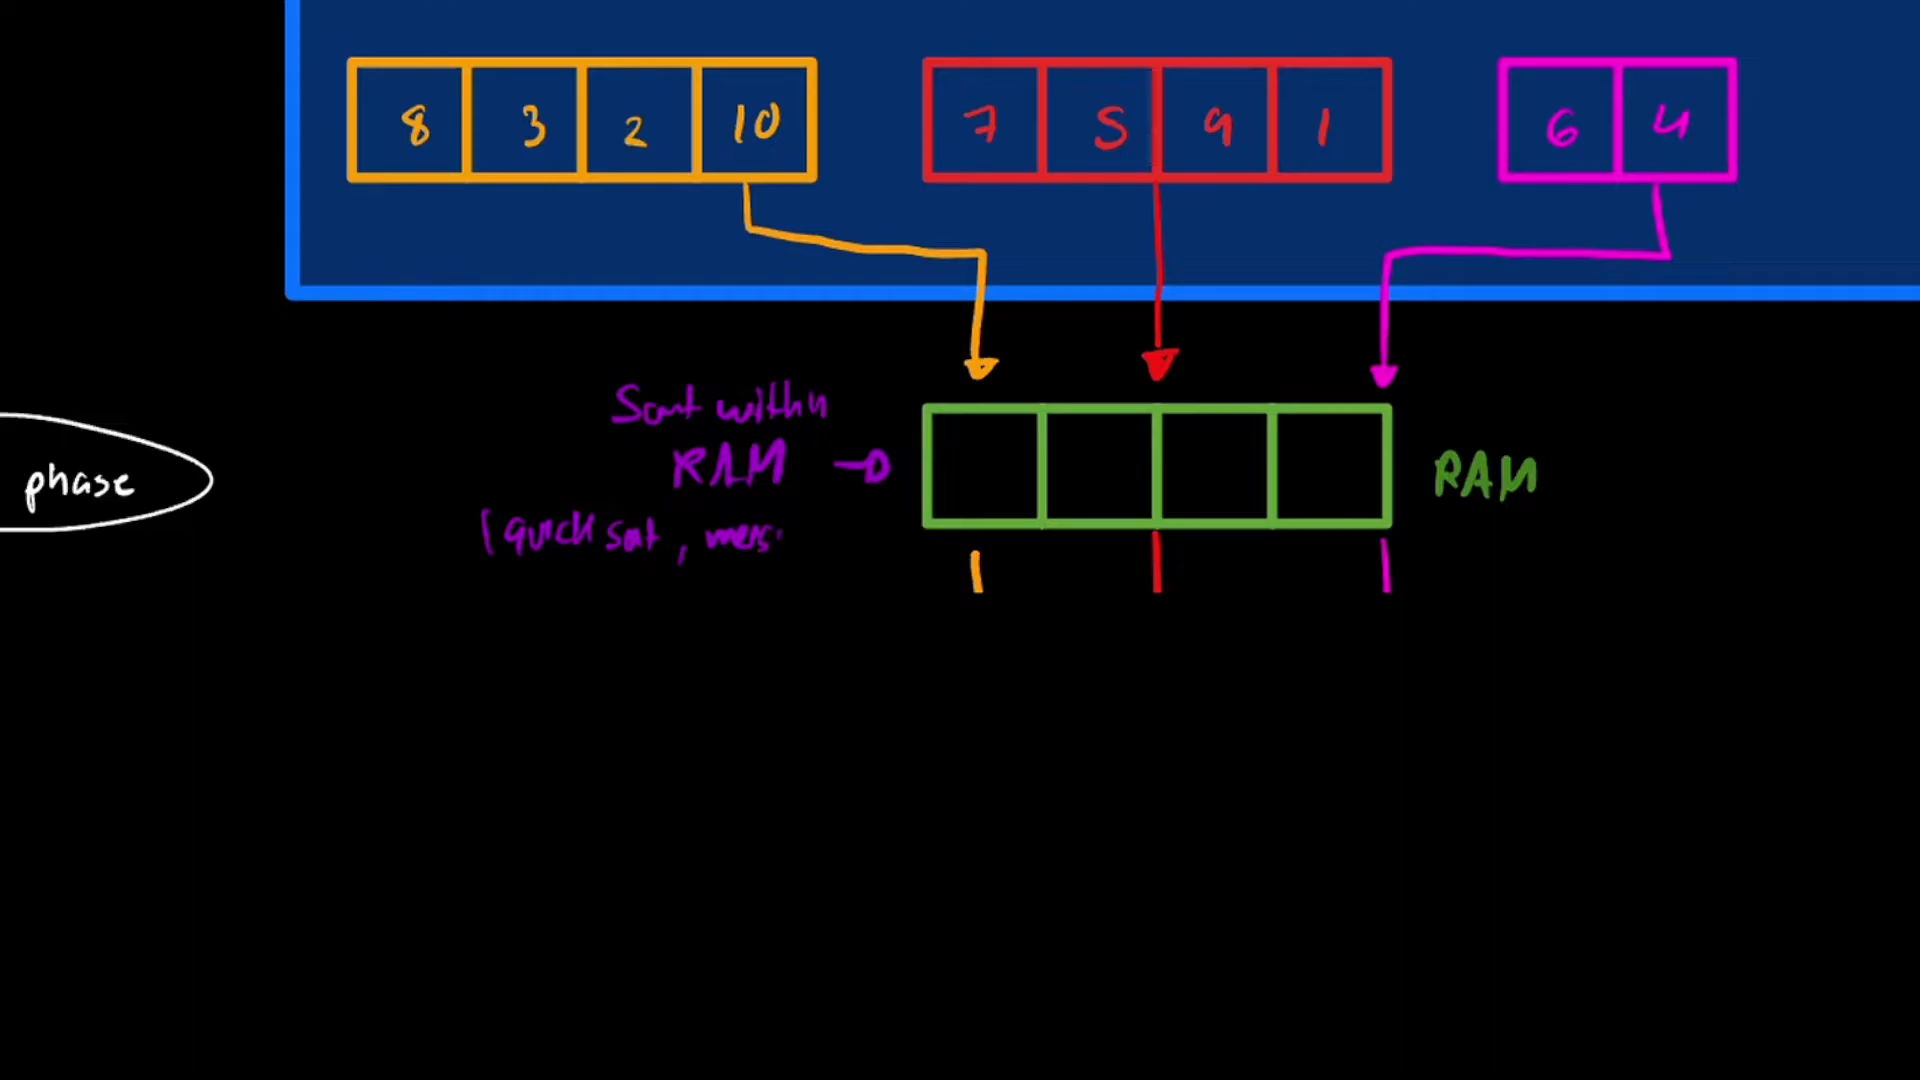 8 3 2 10 7 5 9 1 6 4
Sort within
RAM
RAM
phase
(quick sort, merg